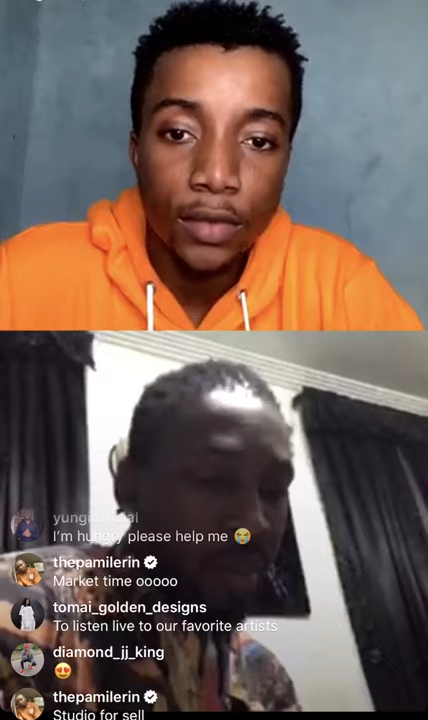 I'm hungry please help me 😭
thepamilerin
Market time ooooo
tomai_golden_designs
To listen live to our favorite artists
diamond_jj_king
😍
thepamilerin
Studio for sell